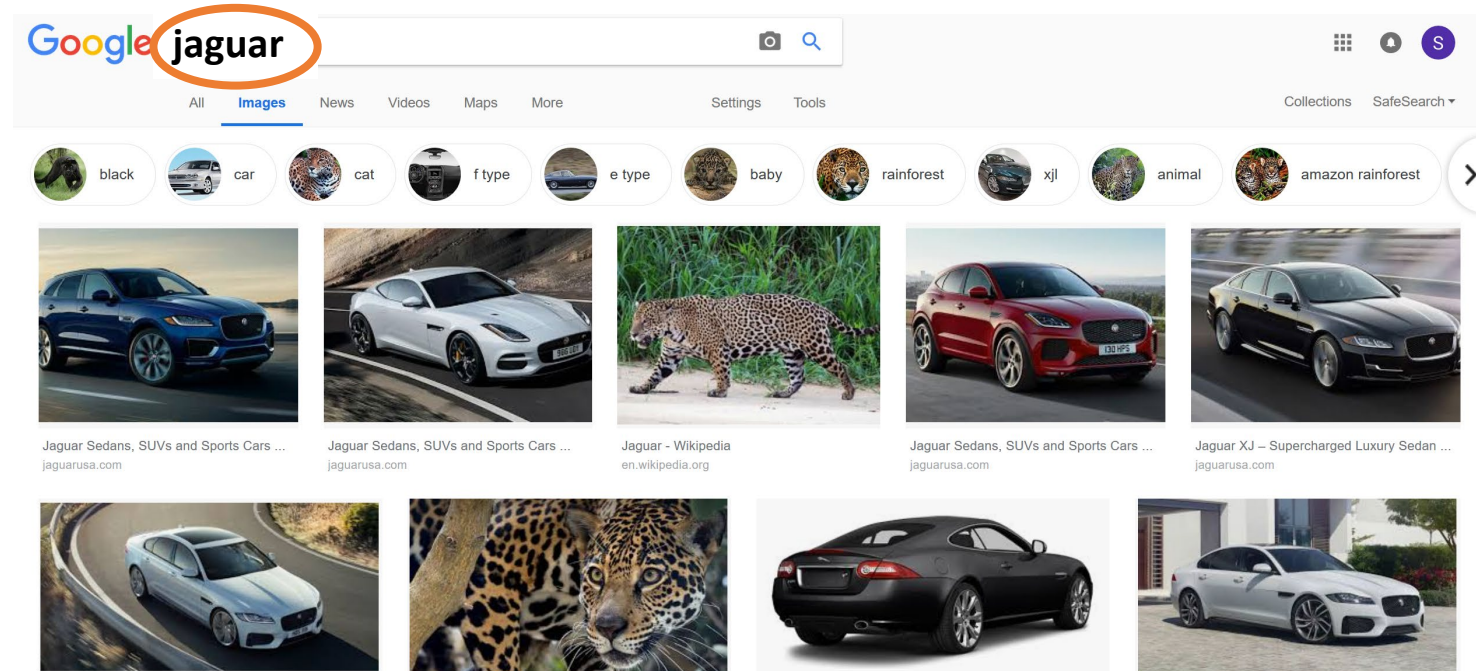 Google jaguar
S
All Images News Videos Maps More Settings Tools Collections SafeSearch
black car cat f type e type baby rainforest xjl animal amazon rainforest
Jaguar Sedans, SUVs and Sports Cars ... Jaguar Sedans, SUVs and Sports Cars ... Jaguar - Wikipedia Jaguar Sedans, SUVs and Sports Cars ... Jaguar XJ – Supercharged Luxury Sedan ...
jaguarusa.com jaguarusa.com en.wikipedia.org jaguarusa.com jaguarusa.com